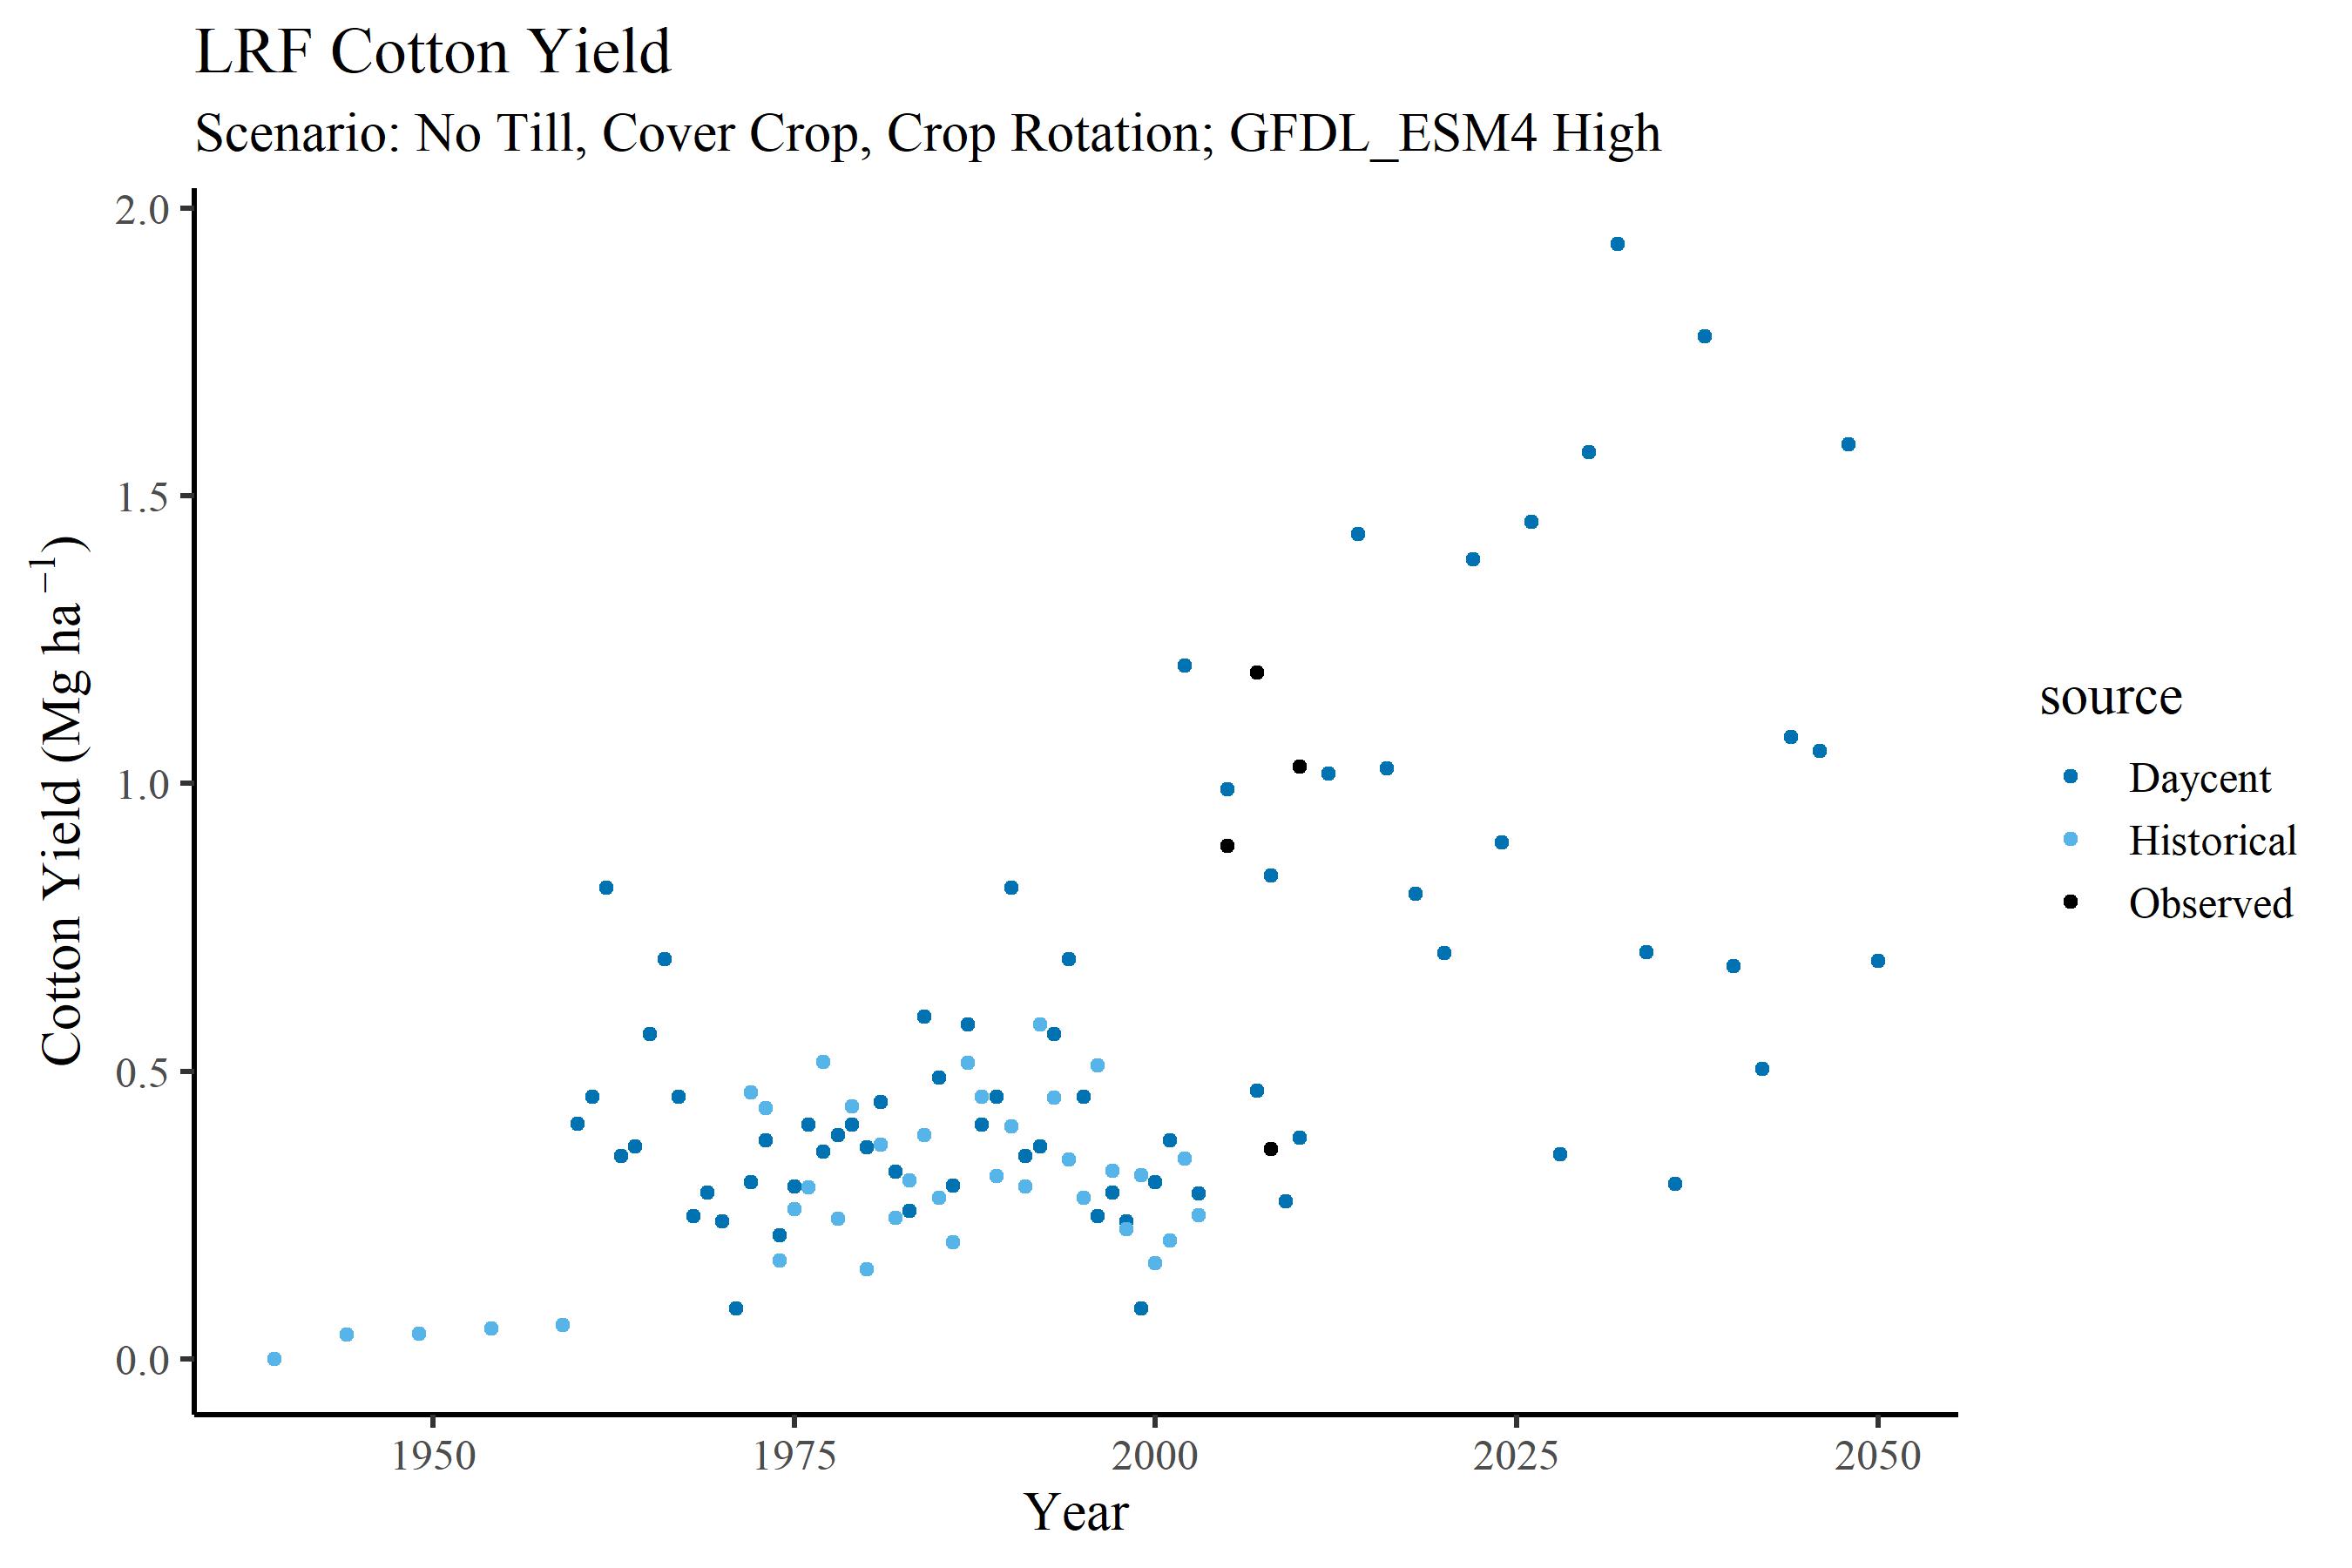 LRF Cotton Yield
Scenario: No Till, Cover Crop, Crop Rotation; GFDL_ESM4 High
2.0
1.5
1.0
0.5
0.0
Cotton Yield (Mg ha⁻¹)
1950 1975 2000 2025 2050
Year
source
Daycent
Historical
Observed